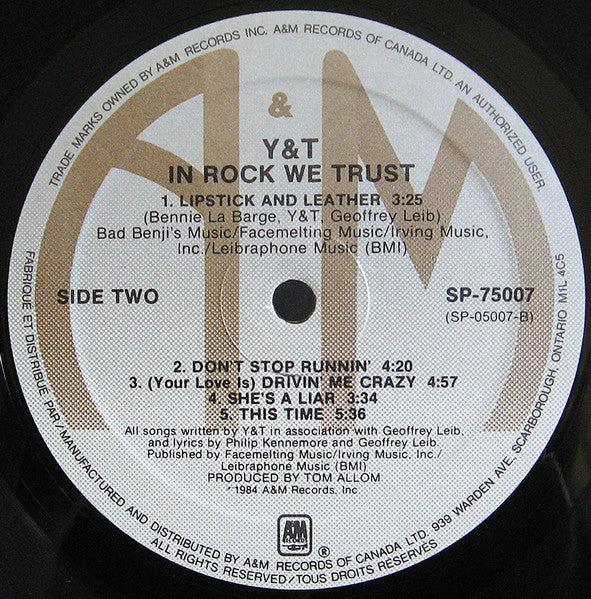 TRADE MARKS OWNED BY A&M RECORDS INC. A&M RECORDS OF CANADA LTD. AN AUTHORIZED USER.
A&M
Y&T
IN ROCK WE TRUST
1. LIPSTICK AND LEATHER 3:25
(Bennie La Barge, Y&T, Geoffrey Leib)
Bad Benji's Music/Facemelting Music/Irving Music,
Inc./Leibraphone Music (BMI)
SIDE TWO
SP-75007
(SP-05007-B)
2. DON'T STOP RUNNIN' 4:20
3. (Your Love is) DRIVIN' ME CRAZY 4:57
4. SHE'S A LIAR 3:34
5. THIS TIME 5:36
All songs written by Y&T in association with Geoffrey Leib,
and lyrics by Philip Kennemore and Geoffrey Leib.
Published by Facemelting Music/Irving Music, Inc./
Leibraphone Music (BMI)
PRODUCED BY TOM ALLOM
©1984 A&M Records, Inc.
A&M
RECORDS
®
FABRIQUE ET DISTRIBUE PAR/MANUFACTURED AND DISTRIBUTED BY A&M RECORDS OF CANADA LTD. 939 WARDEN AVE, SCARBOROUGH, ONTARIO M1L 4C5
ALL RIGHTS RESERVED/TOUS DROITS RESERVÉS